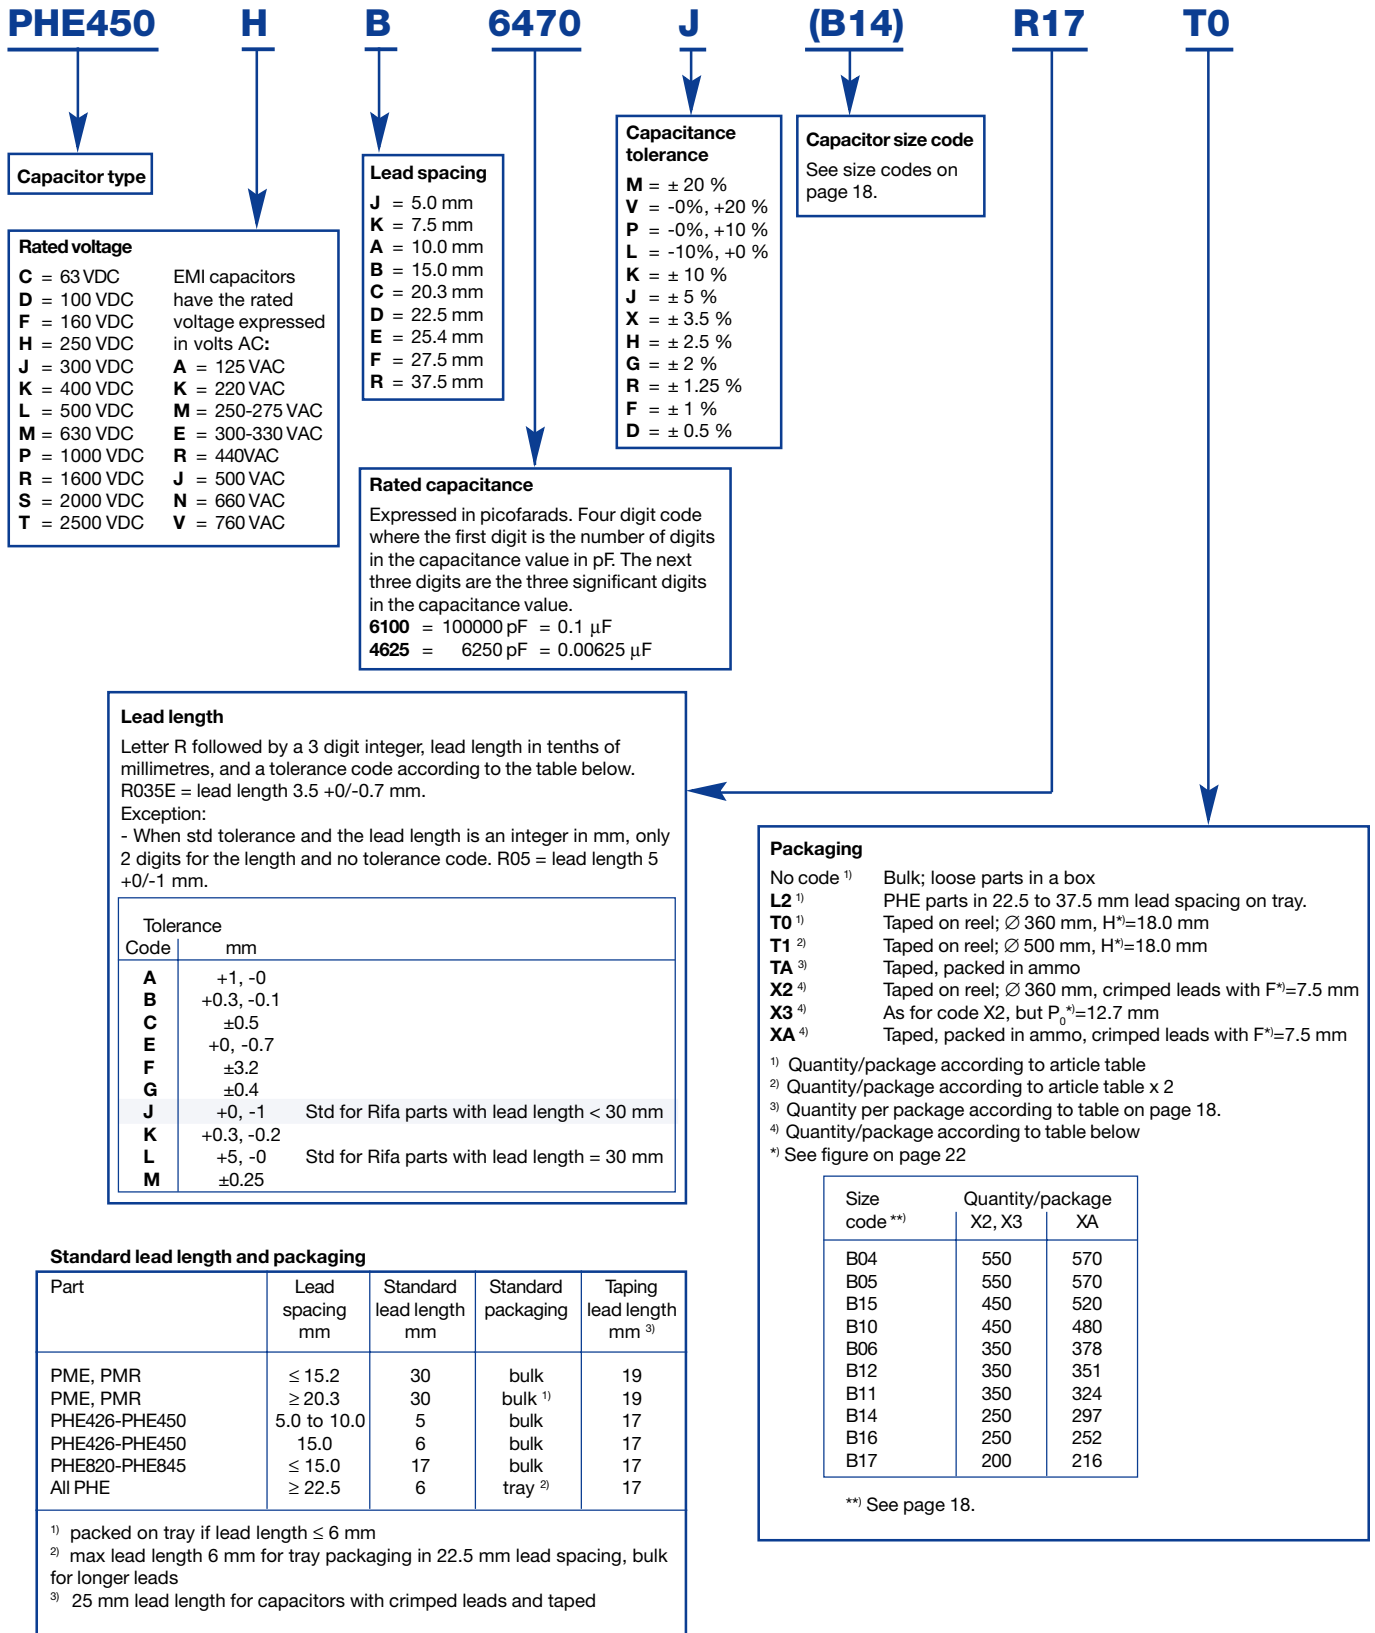 PHE450 H B 6470 J (B14) R17 T0
Capacitor type
Rated voltage
C = 63 VDC
D = 100 VDC
F = 160 VDC
H = 250 VDC
J = 300 VDC
K = 400 VDC
L = 500 VDC
M = 630 VDC
P = 1000 VDC
R = 1600 VDC
S = 2000 VDC
T = 2500 VDC
EMI capacitors
have the rated
voltage expressed
in volts AC:
A = 125 VAC
K = 220 VAC
M = 250-275 VAC
E = 300-330 VAC
R = 440VAC
J = 500 VAC
N = 660 VAC
V = 760 VAC
Lead spacing
J = 5.0 mm
K = 7.5 mm
A = 10.0 mm
B = 15.0 mm
C = 20.3 mm
D = 22.5 mm
E = 25.4 mm
F = 27.5 mm
R = 37.5 mm
Rated capacitance
Expressed in picofarads. Four digit code
where the first digit is the number of digits
in the capacitance value in pF. The next
three digits are the three significant digits
in the capacitance value.
6100 = 100000 pF = 0.1 µF
4625 = 6250 pF = 0.00625 µF
Capacitance
tolerance
M = ± 20 %
V = -0%, +20 %
P = -0%, +10 %
L = -10%, +0 %
K = ± 10 %
J = ± 5 %
X = ± 3.5 %
H = ± 2.5 %
G = ± 2 %
R = ± 1.25 %
F = ± 1 %
D = ± 0.5 %
Capacitor size code
See size codes on
page 18.
Lead length
Letter R followed by a 3 digit integer, lead length in tenths of
millimetres, and a tolerance code according to the table below.
R035E = lead length 3.5 +0/-0.7 mm.
Exception:
- When std tolerance and the lead length is an integer in mm, only
2 digits for the length and no tolerance code. R05 = lead length 5
+0/-1 mm.
Tolerance
Code mm
A +1, -0
B +0.3, -0.1
C ±0.5
E +0, -0.7
F ±3.2
G ±0.4
J +0, -1 Std for Rifa parts with lead length < 30 mm
K +0.3, -0.2
L +5, -0 Std for Rifa parts with lead length = 30 mm
M ±0.25
Packaging
No code 1) Bulk; loose parts in a box
L2 1) PHE parts in 22.5 to 37.5 mm lead spacing on tray.
T0 1) Taped on reel; Ø 360 mm, H*)=18.0 mm
T1 2) Taped on reel; Ø 500 mm, H*)=18.0 mm
TA 3) Taped, packed in ammo
X2 4) Taped on reel; Ø 360 mm, crimped leads with F*)=7.5 mm
X3 4) As for code X2, but P0*)=12.7 mm
XA 4) Taped, packed in ammo, crimped leads with F*)=7.5 mm
1) Quantity/package according to article table
2) Quantity/package according to article table x 2
3) Quantity per package according to table on page 18.
4) Quantity/package according to table below
*) See figure on page 22
Size Quantity/package
code **) X2, X3 XA
B04 550 570
B05 550 570
B15 450 520
B10 450 480
B06 350 378
B12 350 351
B11 350 324
B14 250 297
B16 250 252
B17 200 216
**) See page 18.
Standard lead length and packaging
Part Lead Standard Standard Taping
spacing lead length packaging lead length
mm mm mm 3)
PME, PMR ≤ 15.2 30 bulk 19
PME, PMR ≥ 20.3 30 bulk 1) 19
PHE426-PHE450 5.0 to 10.0 5 bulk 17
PHE426-PHE450 15.0 6 bulk 17
PHE820-PHE845 ≤ 15.0 17 bulk 17
All PHE ≥ 22.5 6 tray 2) 17
1) packed on tray if lead length ≤ 6 mm
2) max lead length 6 mm for tray packaging in 22.5 mm lead spacing, bulk
for longer leads
3) 25 mm lead length for capacitors with crimped leads and taped